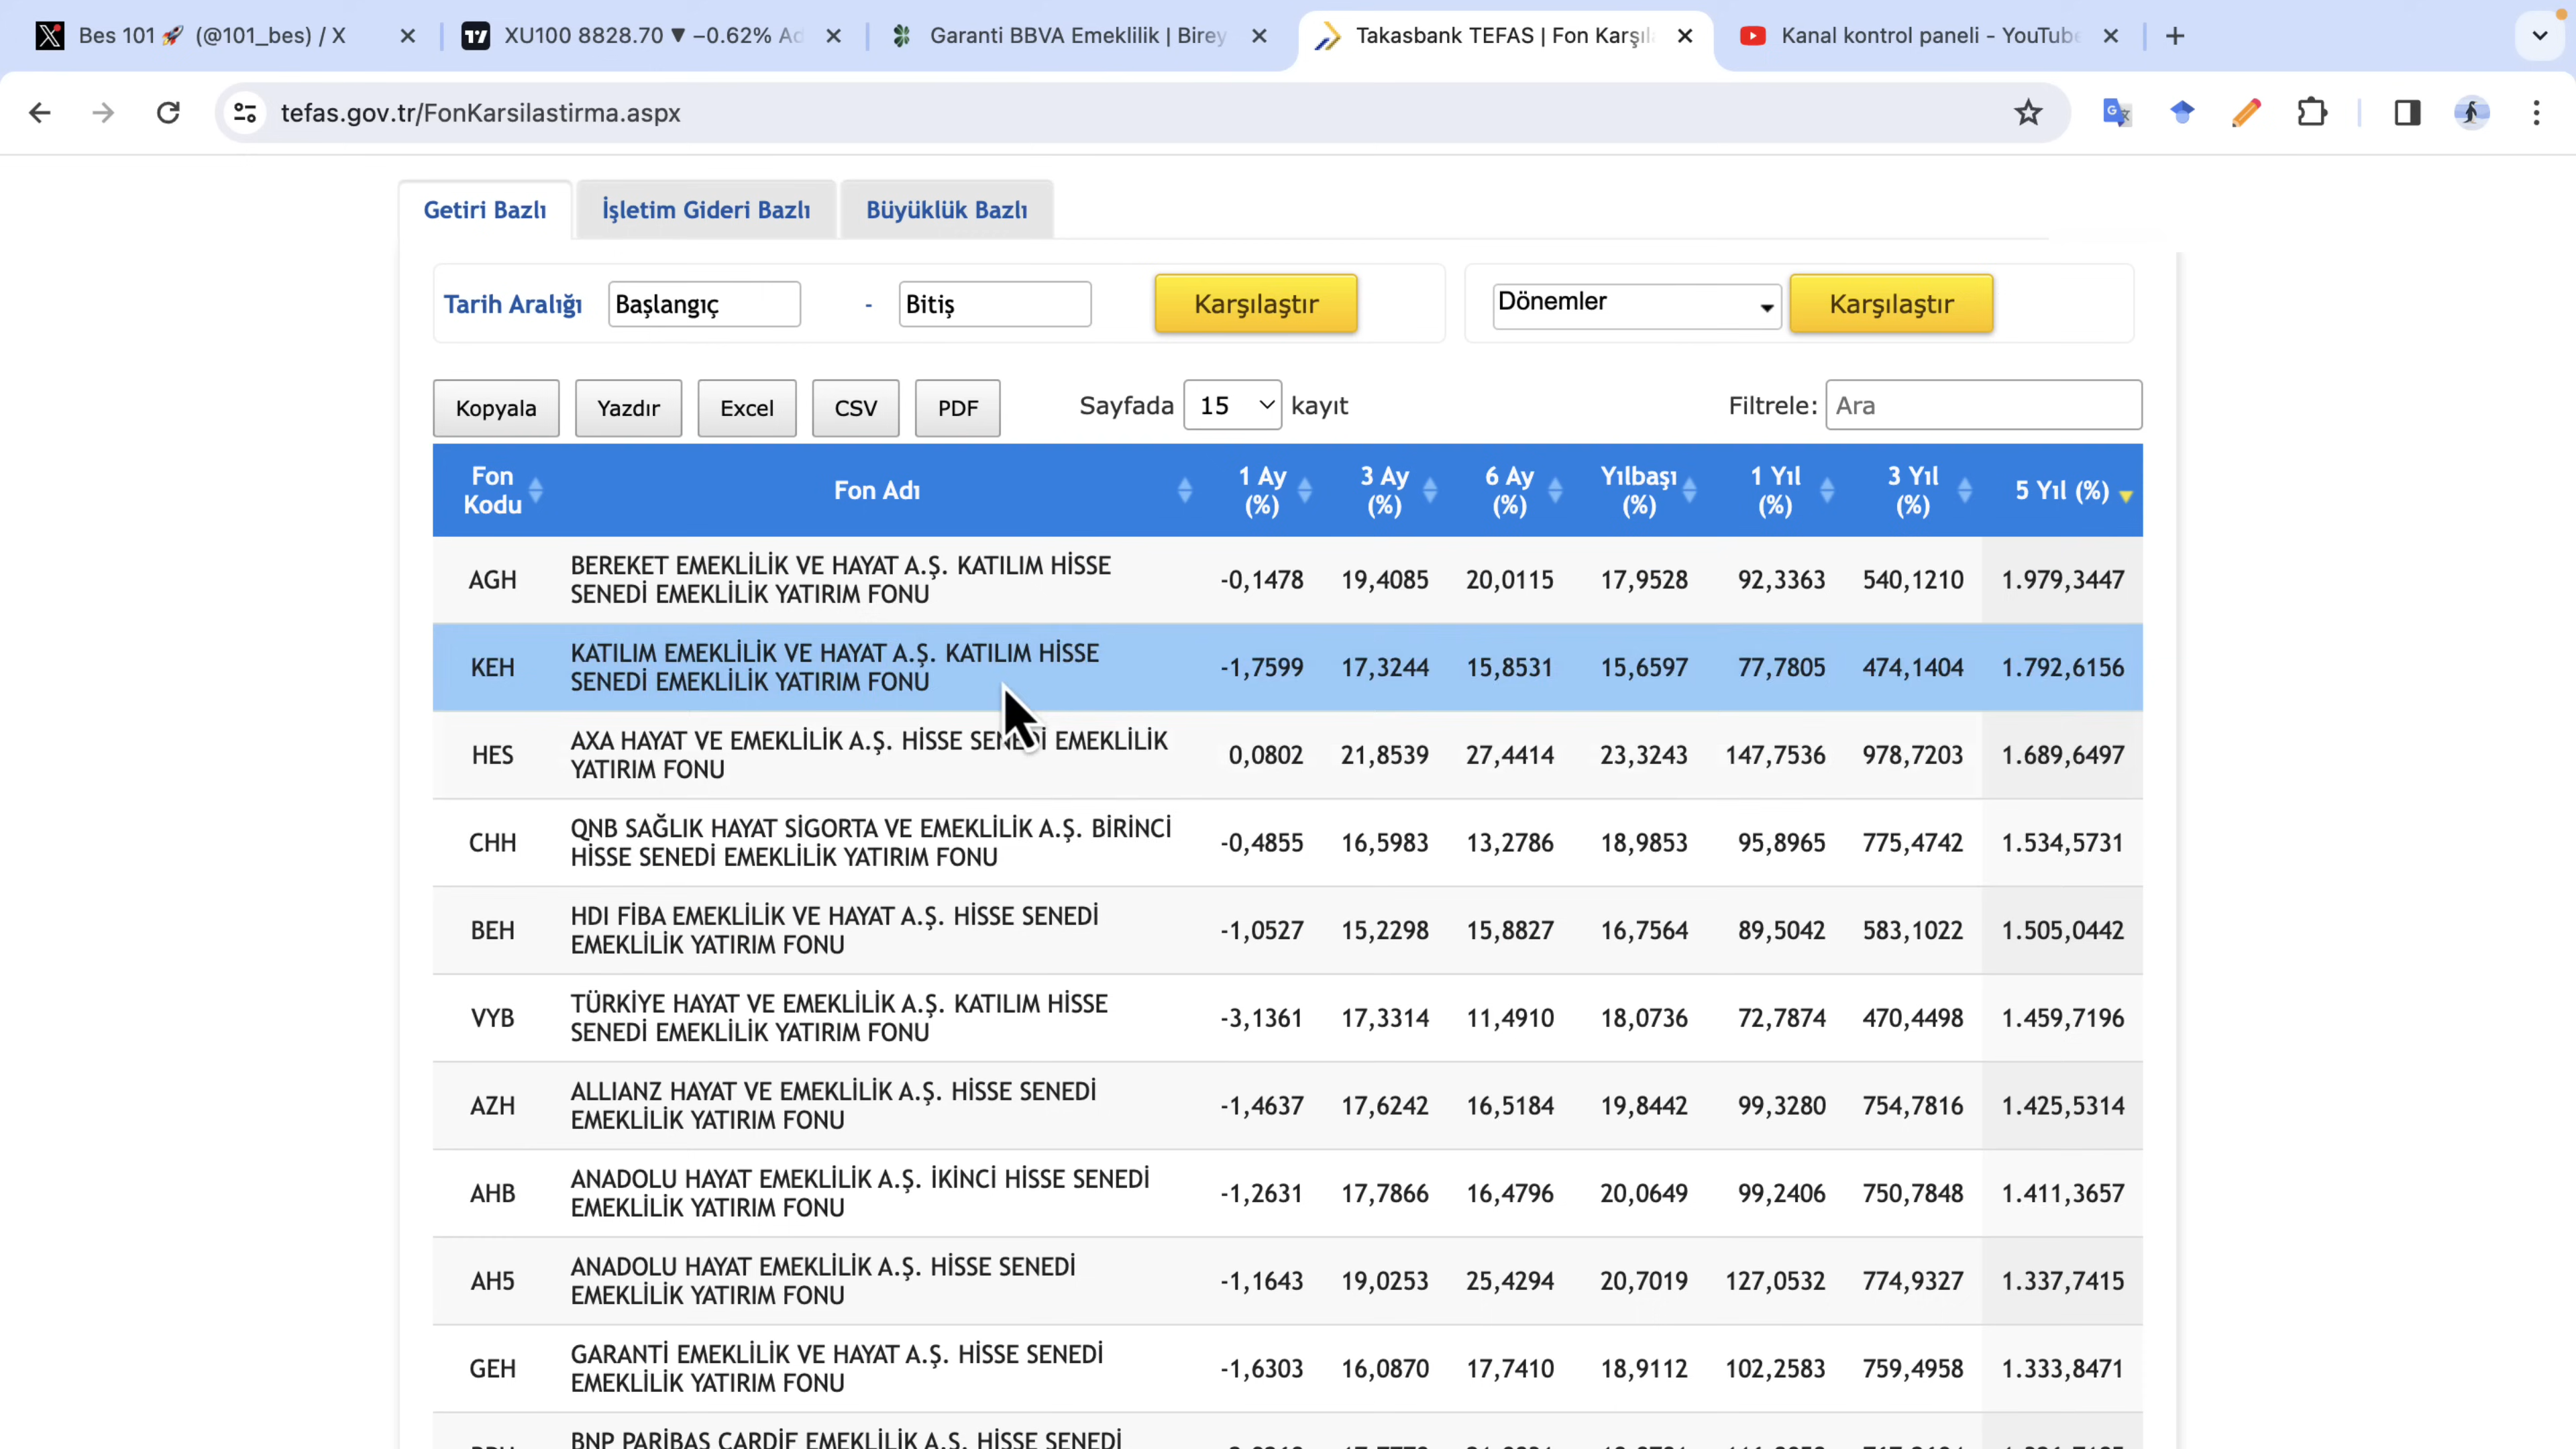 Bes 101 🚀 (@101_bes) / X
XU100 8828.70 ▼ −0.62% Ad
Garanti BBVA Emeklilik | Birey
Takasbank TEFAS | Fon Karşıl
Kanal kontrol paneli - YouTube
tefas.gov.tr/FonKarsilastirma.aspx
Getiri Bazlı
İşletim Gideri Bazlı
Büyüklük Bazlı
Tarih Aralığı Başlangıç - Bitiş Karşılaştır
Dönemler Karşılaştır
Kopyala Yazdır Excel CSV PDF
Sayfada 15 kayıt
Filtrele: Ara
Fon Kodu Fon Adı 1 Ay (%) 3 Ay (%) 6 Ay (%) Yılbaşı (%) 1 Yıl (%) 3 Yıl (%) 5 Yıl (%)
AGH BEREKET EMEKLİLİK VE HAYAT A.Ş. KATILIM HİSSE
SENEDİ EMEKLİLİK YATIRIM FONU -0,1478 19,4085 20,0115 17,9528 92,3363 540,1210 1.979,3447
KEH KATILIM EMEKLİLİK VE HAYAT A.Ş. KATILIM HİSSE
SENEDİ EMEKLİLİK YATIRIM FONU -1,7599 17,3244 15,8531 15,6597 77,7805 474,1404 1.792,6156
HES AXA HAYAT VE EMEKLİLİK A.Ş. HİSSE SENEDİ EMEKLİLİK
YATIRIM FONU 0,0802 21,8539 27,4414 23,3243 147,7536 978,7203 1.689,6497
CHH QNB SAĞLIK HAYAT SİGORTA VE EMEKLİLİK A.Ş. BİRİNCİ
HİSSE SENEDİ EMEKLİLİK YATIRIM FONU -0,4855 16,5983 13,2786 18,9853 95,8965 775,4742 1.534,5731
BEH HDI FİBA EMEKLİLİK VE HAYAT A.Ş. HİSSE SENEDİ
EMEKLİLİK YATIRIM FONU -1,0527 15,2298 15,8827 16,7564 89,5042 583,1022 1.505,0442
VYB TÜRKİYE HAYAT VE EMEKLİLİK A.Ş. KATILIM HİSSE
SENEDİ EMEKLİLİK YATIRIM FONU -3,1361 17,3314 11,4910 18,0736 72,7874 470,4498 1.459,7196
AZH ALLIANZ HAYAT VE EMEKLİLİK A.Ş. HİSSE SENEDİ
EMEKLİLİK YATIRIM FONU -1,4637 17,6242 16,5184 19,8442 99,3280 754,7816 1.425,5314
AHB ANADOLU HAYAT EMEKLİLİK A.Ş. İKİNCİ HİSSE SENEDİ
EMEKLİLİK YATIRIM FONU -1,2631 17,7866 16,4796 20,0649 99,2406 750,7848 1.411,3657
AH5 ANADOLU HAYAT EMEKLİLİK A.Ş. HİSSE SENEDİ
EMEKLİLİK YATIRIM FONU -1,1643 19,0253 25,4294 20,7019 127,0532 774,9327 1.337,7415
GEH GARANTİ EMEKLİLİK VE HAYAT A.Ş. HİSSE SENEDİ
EMEKLİLİK YATIRIM FONU -1,6303 16,0870 17,7410 18,9112 102,2583 759,4958 1.333,8471
BNP PARİBAS CARDİF EMEKLİLİK A.Ş. HİSSE SENEDİ